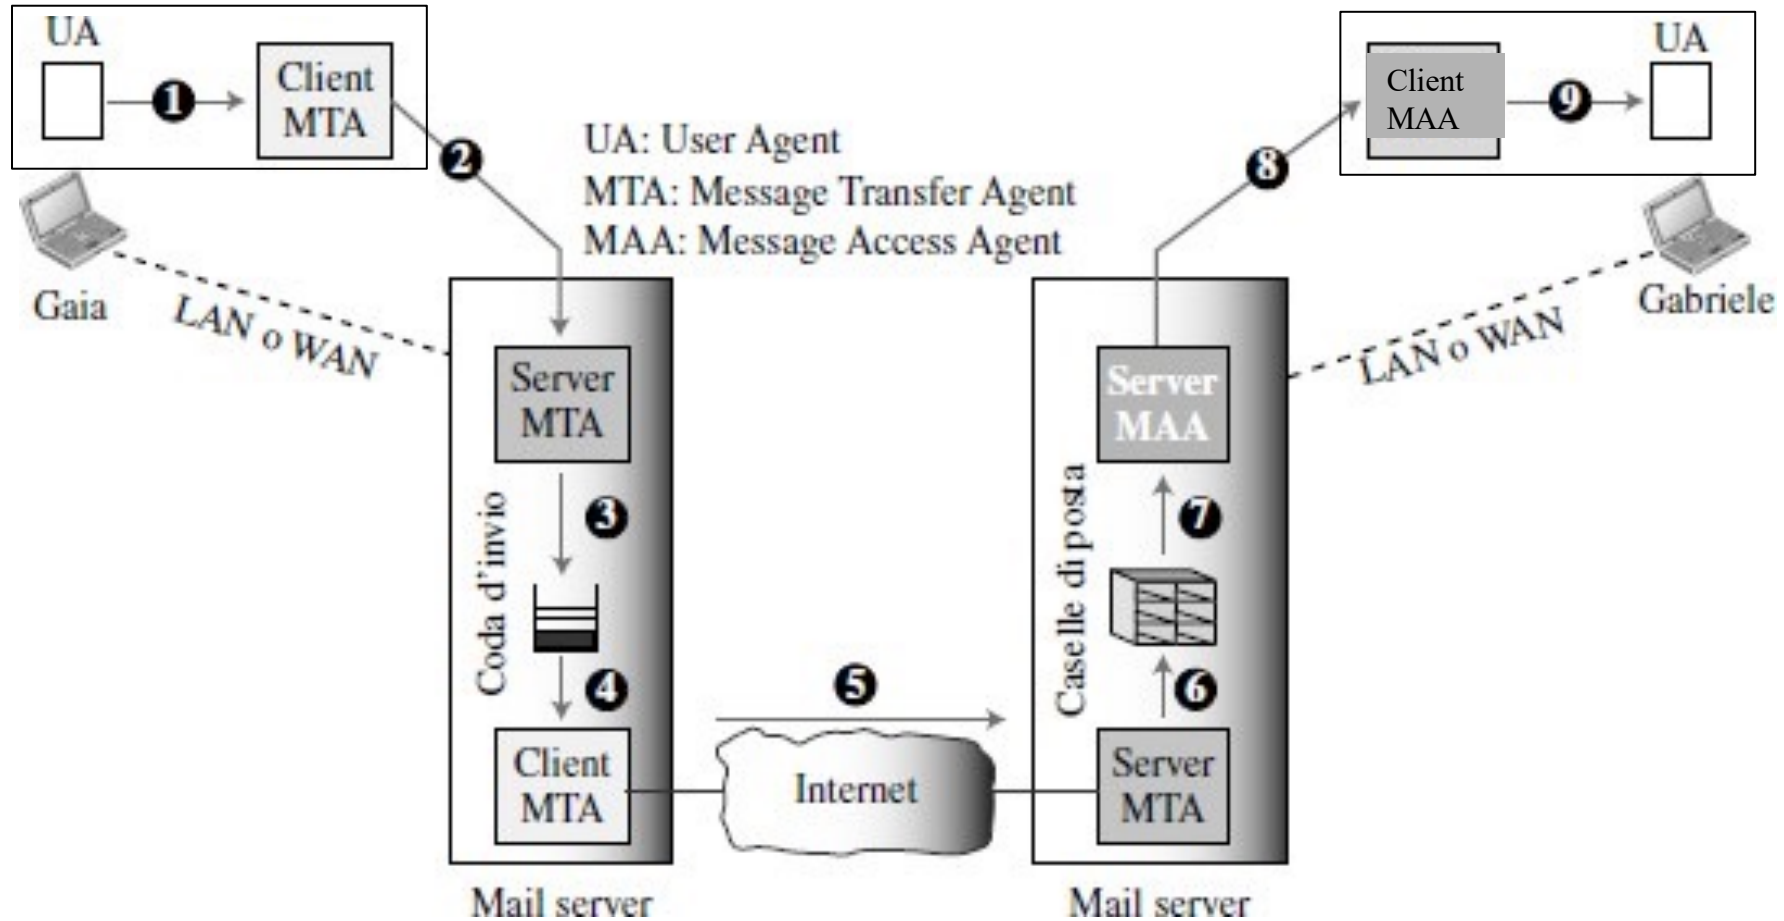 UA
1
Client
MTA
2
UA: User Agent
MTA: Message Transfer Agent
MAA: Message Access Agent
8
Client
MAA
9
UA
Gaia
LAN o WAN
Gabriele
LAN o WAN
Server
MTA
3
Coda d'invio
4
Client
MTA
Mail server
5
Internet
Server
MAA
7
Caselle di posta
6
Server
MTA
Mail server